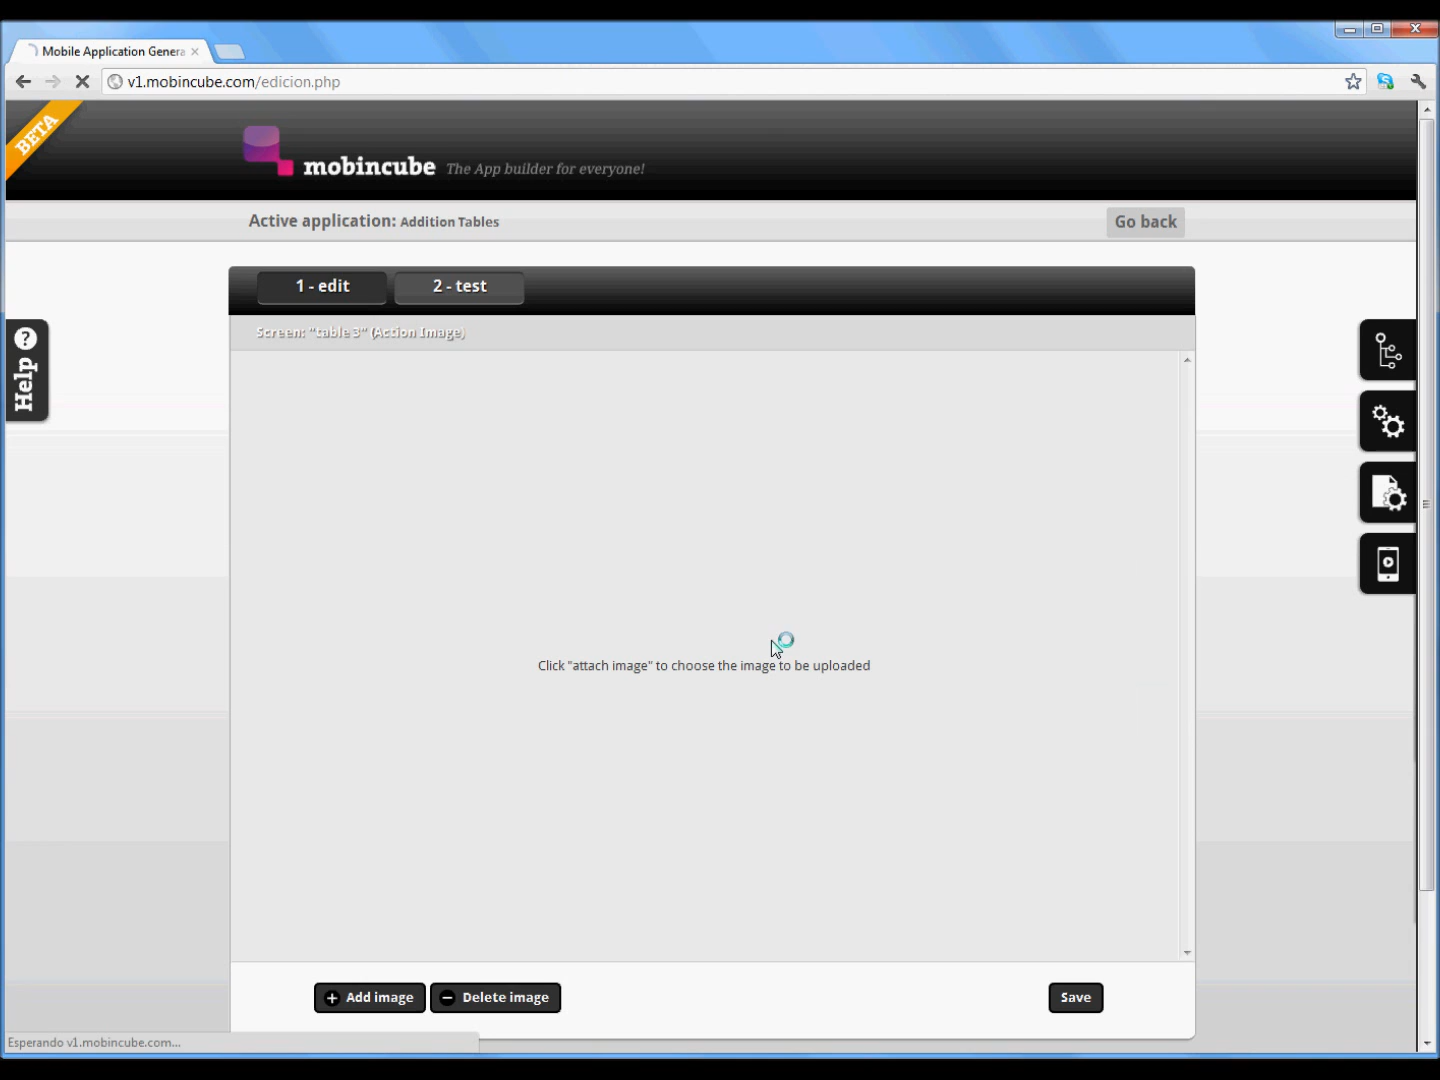 Mobile Application Genera
v1.mobincube.com/edicion.php
BETA
mobincube The App builder for everyone!
Active application: Addition Tables
Go back
1 - edit
2 - test
Screen: "table 3" (Action Image)
Help ?
Click "attach image" to choose the image to be uploaded
+ Add image
− Delete image
Save
Esperando v1.mobincube.com...